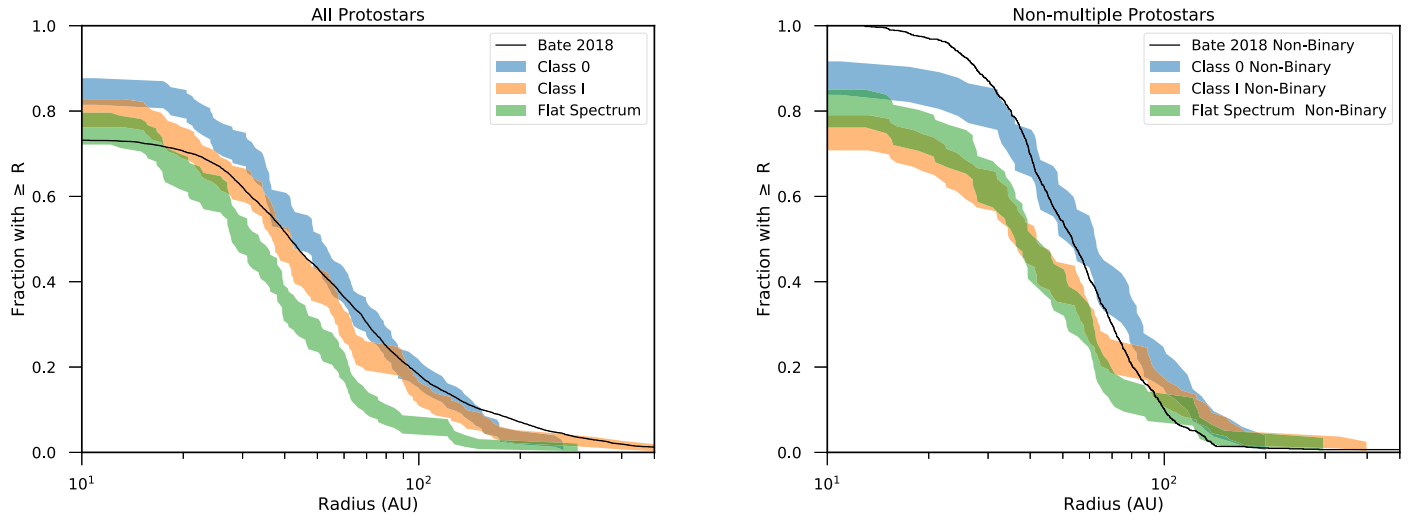 All Protostars
1.0
0.8
0.6
0.4
0.2
0.0
Fraction with ≥ R
Bate 2018
Class 0
Class I
Flat Spectrum
10¹
10²
Radius (AU)
Non-multiple Protostars
1.0
0.8
0.6
0.4
0.2
0.0
Fraction with ≥ R
Bate 2018 Non-Binary
Class 0 Non-Binary
Class I Non-Binary
Flat Spectrum  Non-Binary
10¹
10²
Radius (AU)